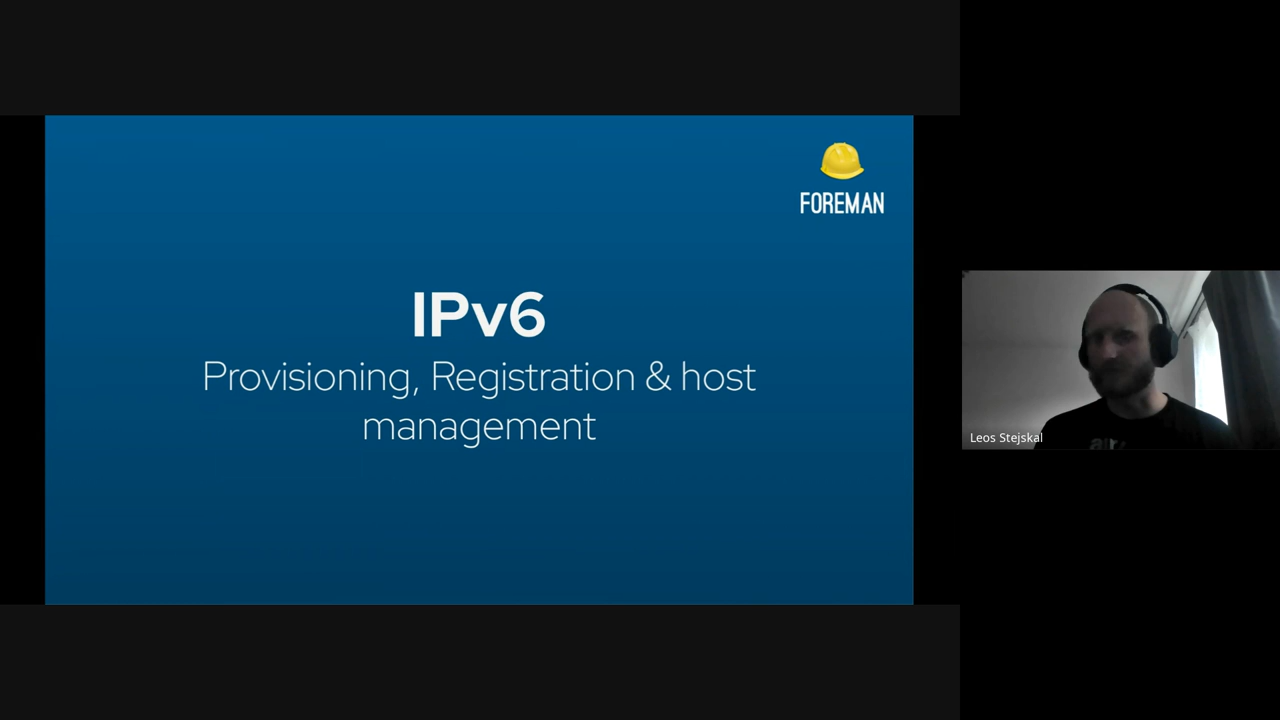 FOREMAN
IPv6
Provisioning, Registration & host
management
Leos Stejskal